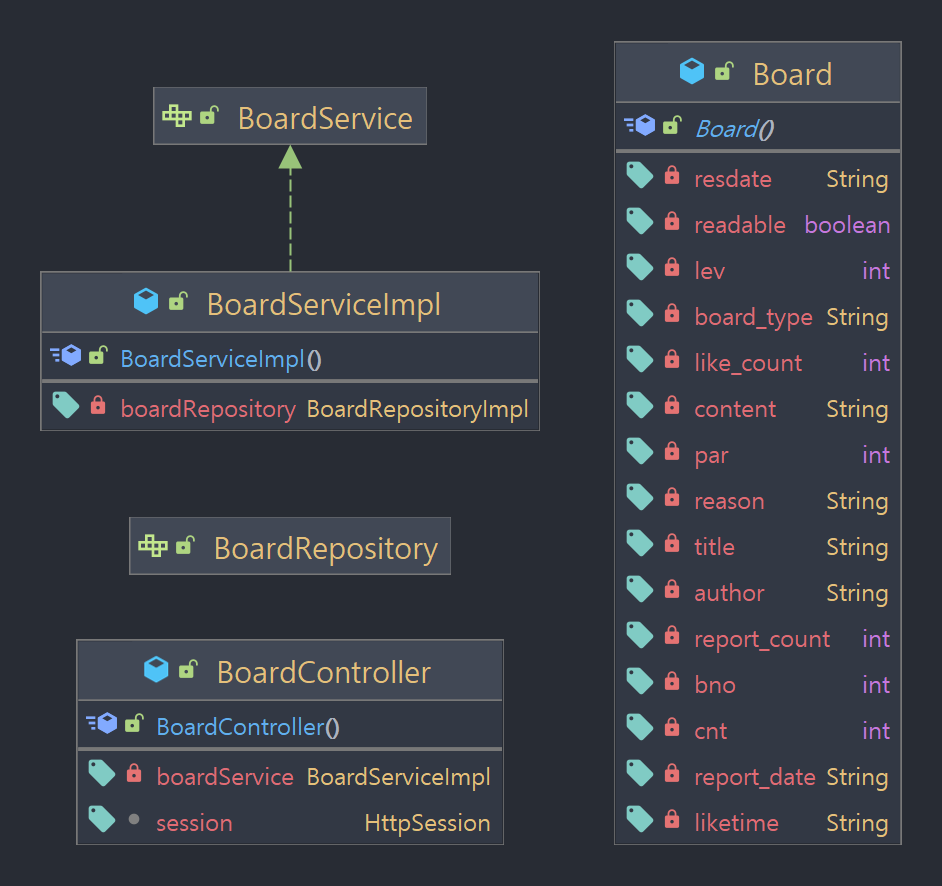 BoardService
BoardServiceImpl
BoardServiceImpl()
boardRepository BoardRepositoryImpl
BoardRepository
BoardController
BoardController()
boardService BoardServiceImpl
session HttpSession
Board
Board()
resdate String
readable boolean
lev int
board_type String
like_count int
content String
par int
reason String
title String
author String
report_count int
bno int
cnt int
report_date String
liketime String